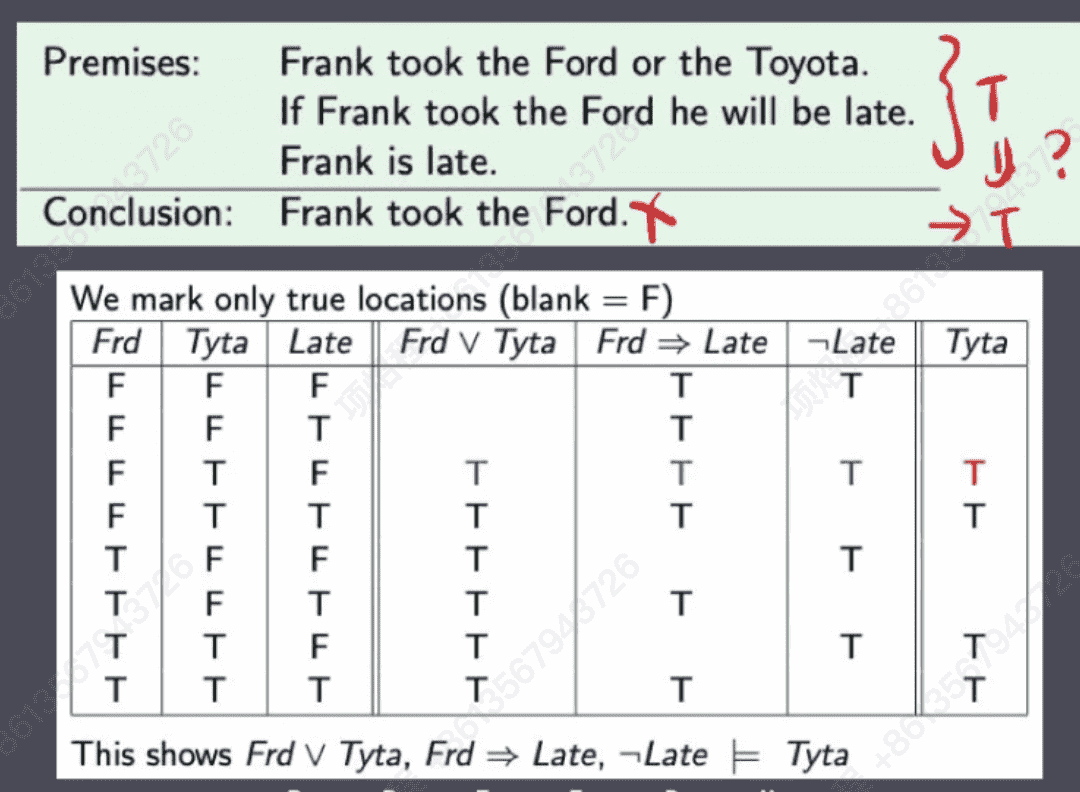 Premises: Frank took the Ford or the Toyota.
If Frank took the Ford he will be late. T
Frank is late. ⇓ ?
Conclusion: Frank took the Ford. X → T
We mark only true locations (blank = F)
Frd Tyta Late Frd ∨ Tyta Frd ⇒ Late ¬Late Tyta
F F F T T
F F T T
F T F T T T T
F T T T T T
T F F T T
T F T T T
T T F T T T
T T T T T T
This shows Frd ∨ Tyta, Frd ⇒ Late, ¬Late ⊨ Tyta
项 +8613567943726